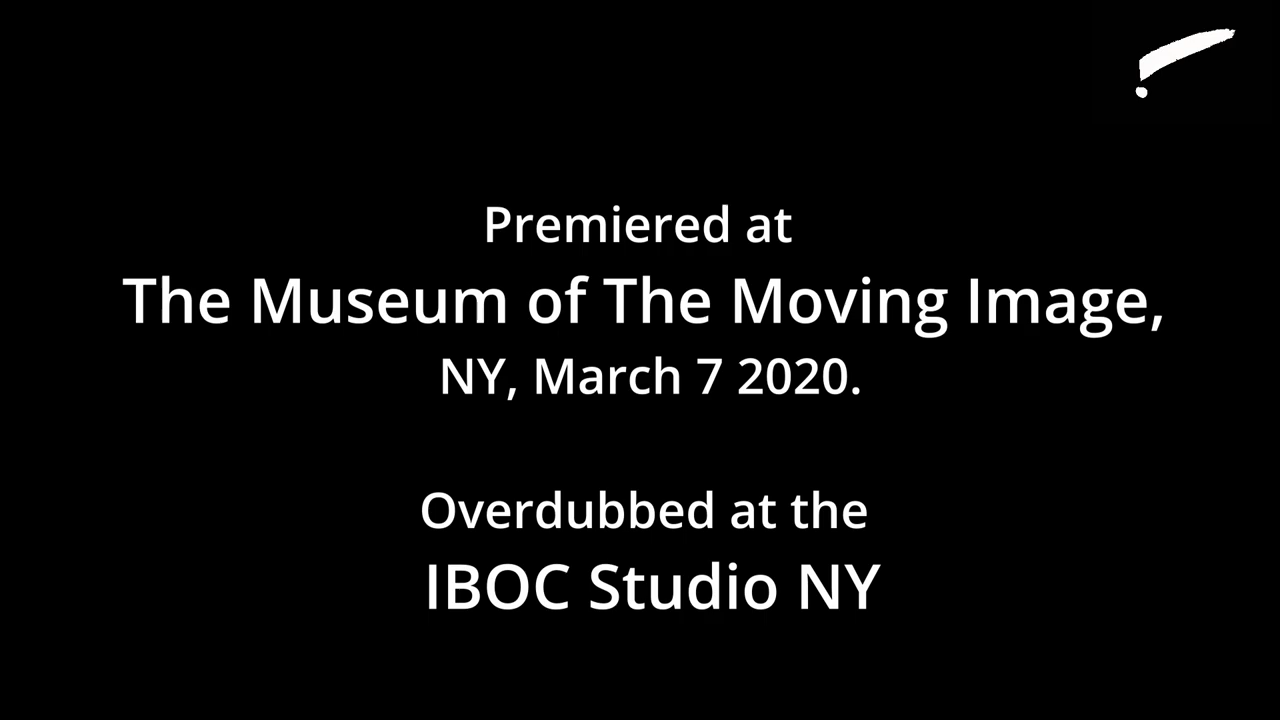 Premiered at
The Museum of The Moving Image,
NY, March 7 2020.
Overdubbed at the
IBOC Studio NY